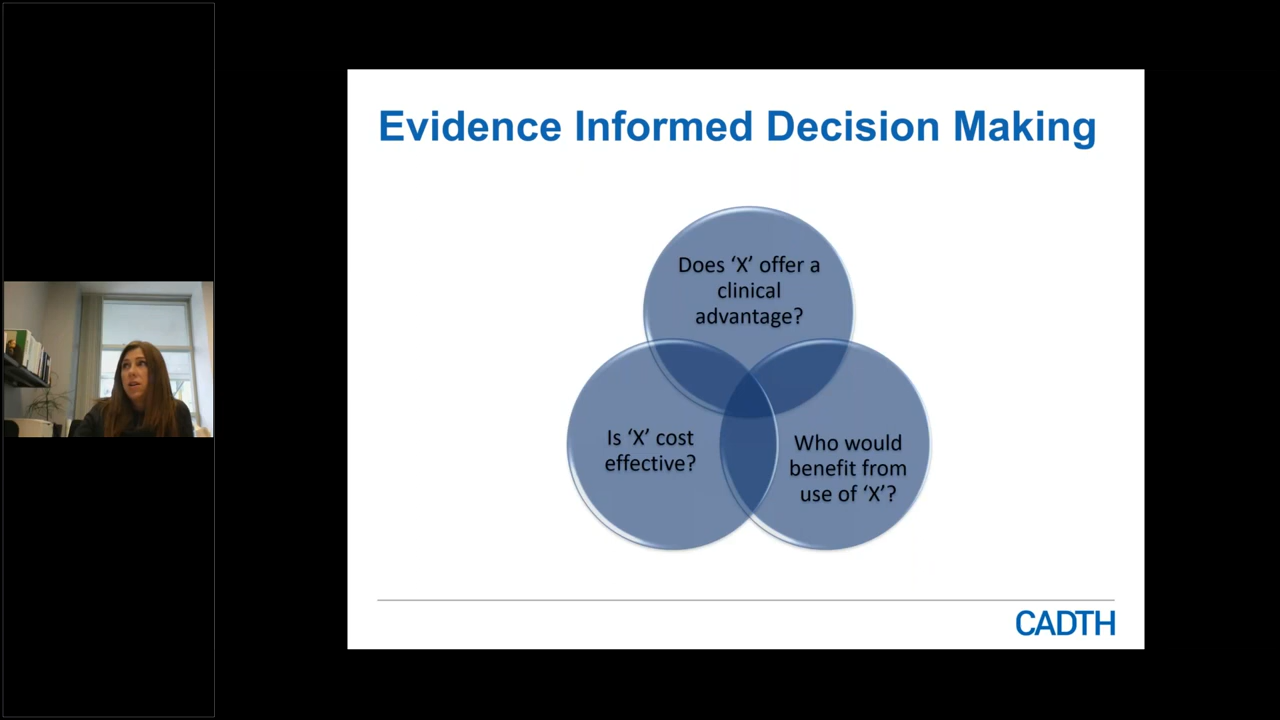 Evidence Informed Decision Making
Does ‘X’ offer a
clinical
advantage?
Is ‘X’ cost
effective?
Who would
benefit from
use of ‘X’?
CADTH